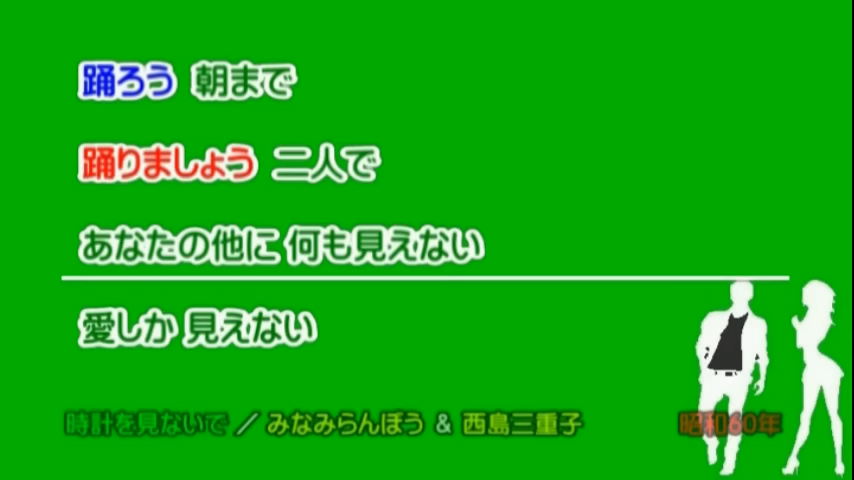 踊ろう 朝まで
踊りましょう 二人で
あなたの他に 何も見えない
愛しか 見えない
時計を見ないで ／ みなみらんぼう & 西島三重子 昭和60年